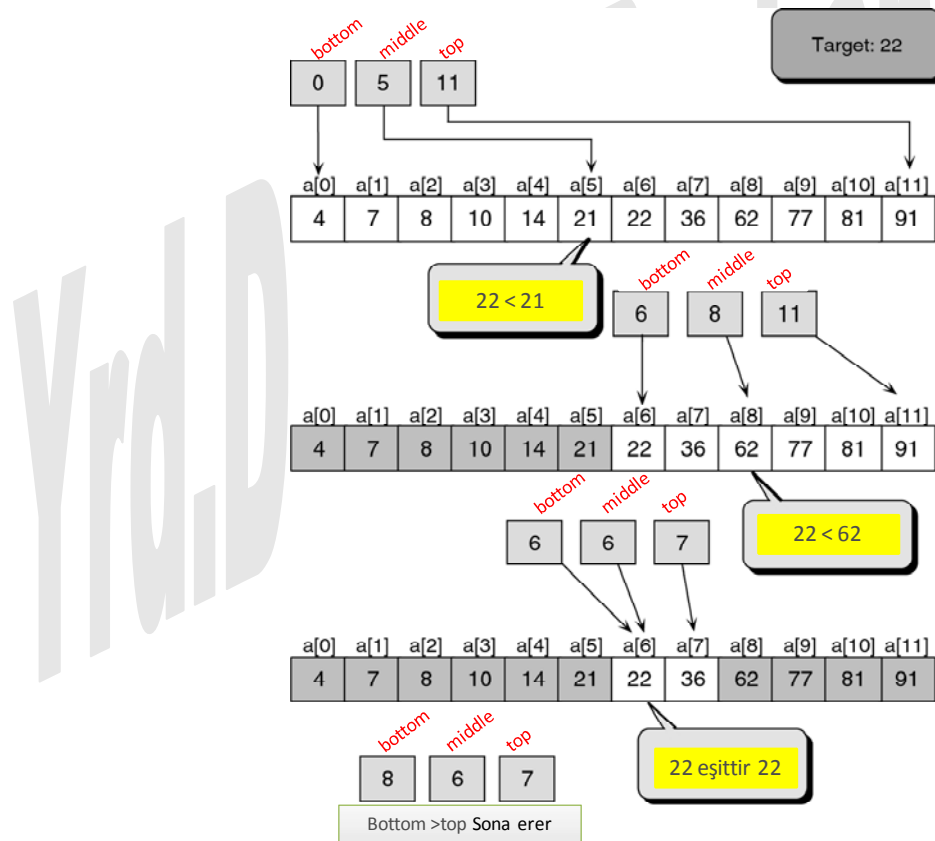 Target: 22
bottom middle top
0 5 11
a[0] a[1] a[2] a[3] a[4] a[5] a[6] a[7] a[8] a[9] a[10] a[11]
4 7 8 10 14 21 22 36 62 77 81 91
22 < 21
bottom middle top
6 8 11
a[0] a[1] a[2] a[3] a[4] a[5] a[6] a[7] a[8] a[9] a[10] a[11]
4 7 8 10 14 21 22 36 62 77 81 91
22 < 62
bottom middle top
6 6 7
a[0] a[1] a[2] a[3] a[4] a[5] a[6] a[7] a[8] a[9] a[10] a[11]
4 7 8 10 14 21 22 36 62 77 81 91
22 eşittir 22
bottom middle top
8 6 7
Bottom >top Sona erer
Yrd.D